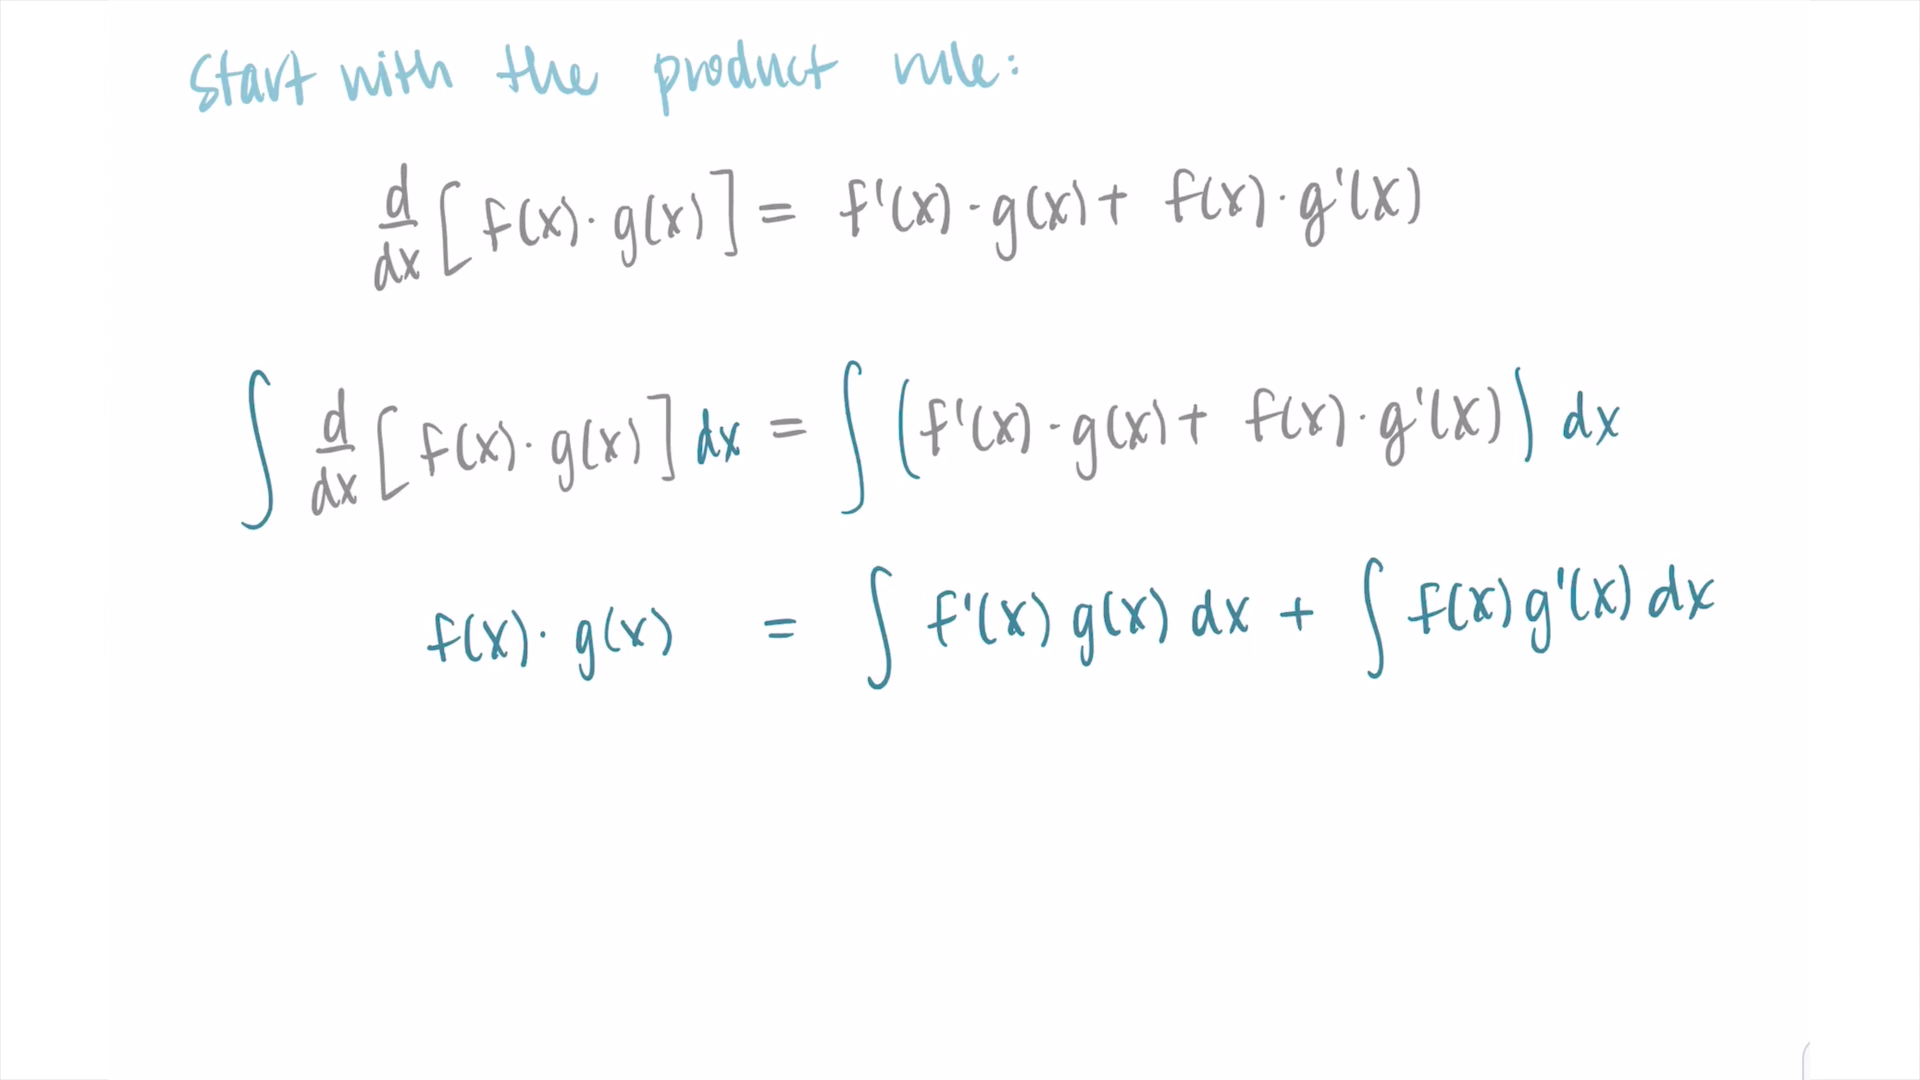 start with the product rule:
d/dx [f(x)·g(x)] = f'(x)·g(x) + f(x)·g'(x)
∫ d/dx [f(x)·g(x)] dx = ∫ (f'(x)·g(x) + f(x)·g'(x)) dx
f(x)·g(x) = ∫ f'(x) g(x) dx + ∫ f(x) g'(x) dx